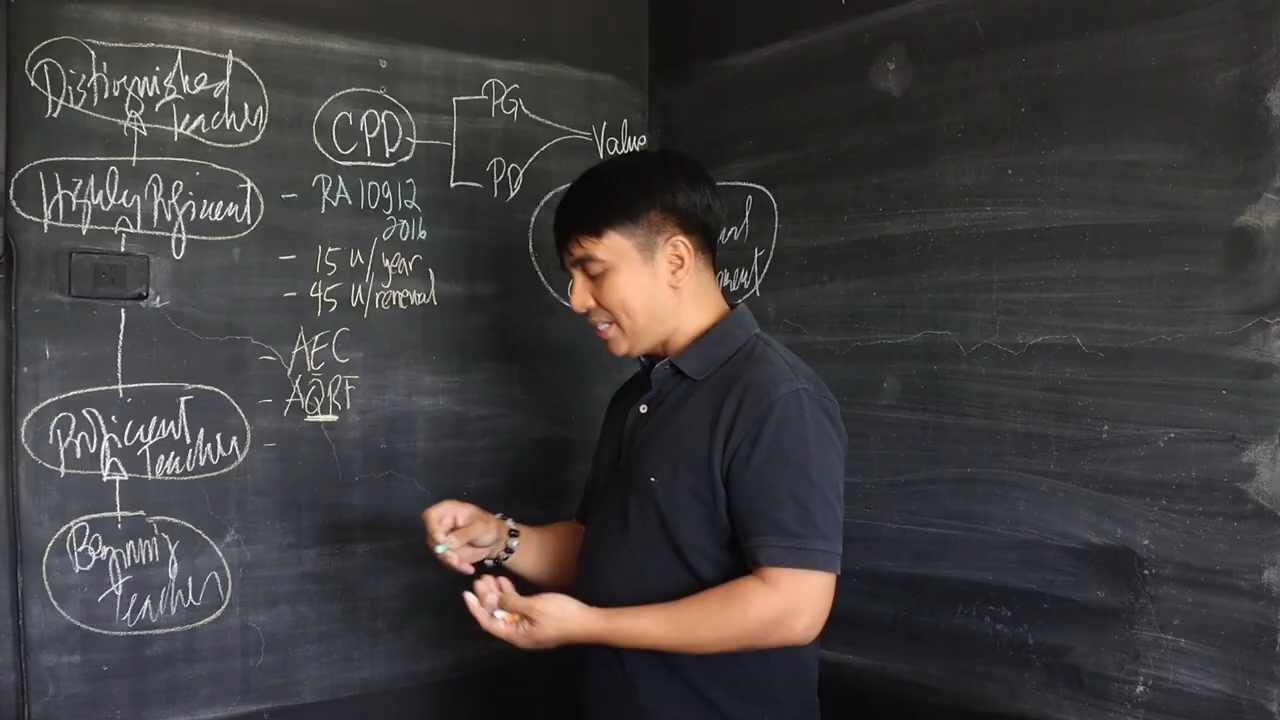 Distinguished
Teacher
Highly Proficient
Proficient
Teacher
Beginning
Teacher
CPD
PG
PD
Value
- RA 10912
2016
- 15 u/year
- 45 u/renewal
- AEC
- AQRF
-